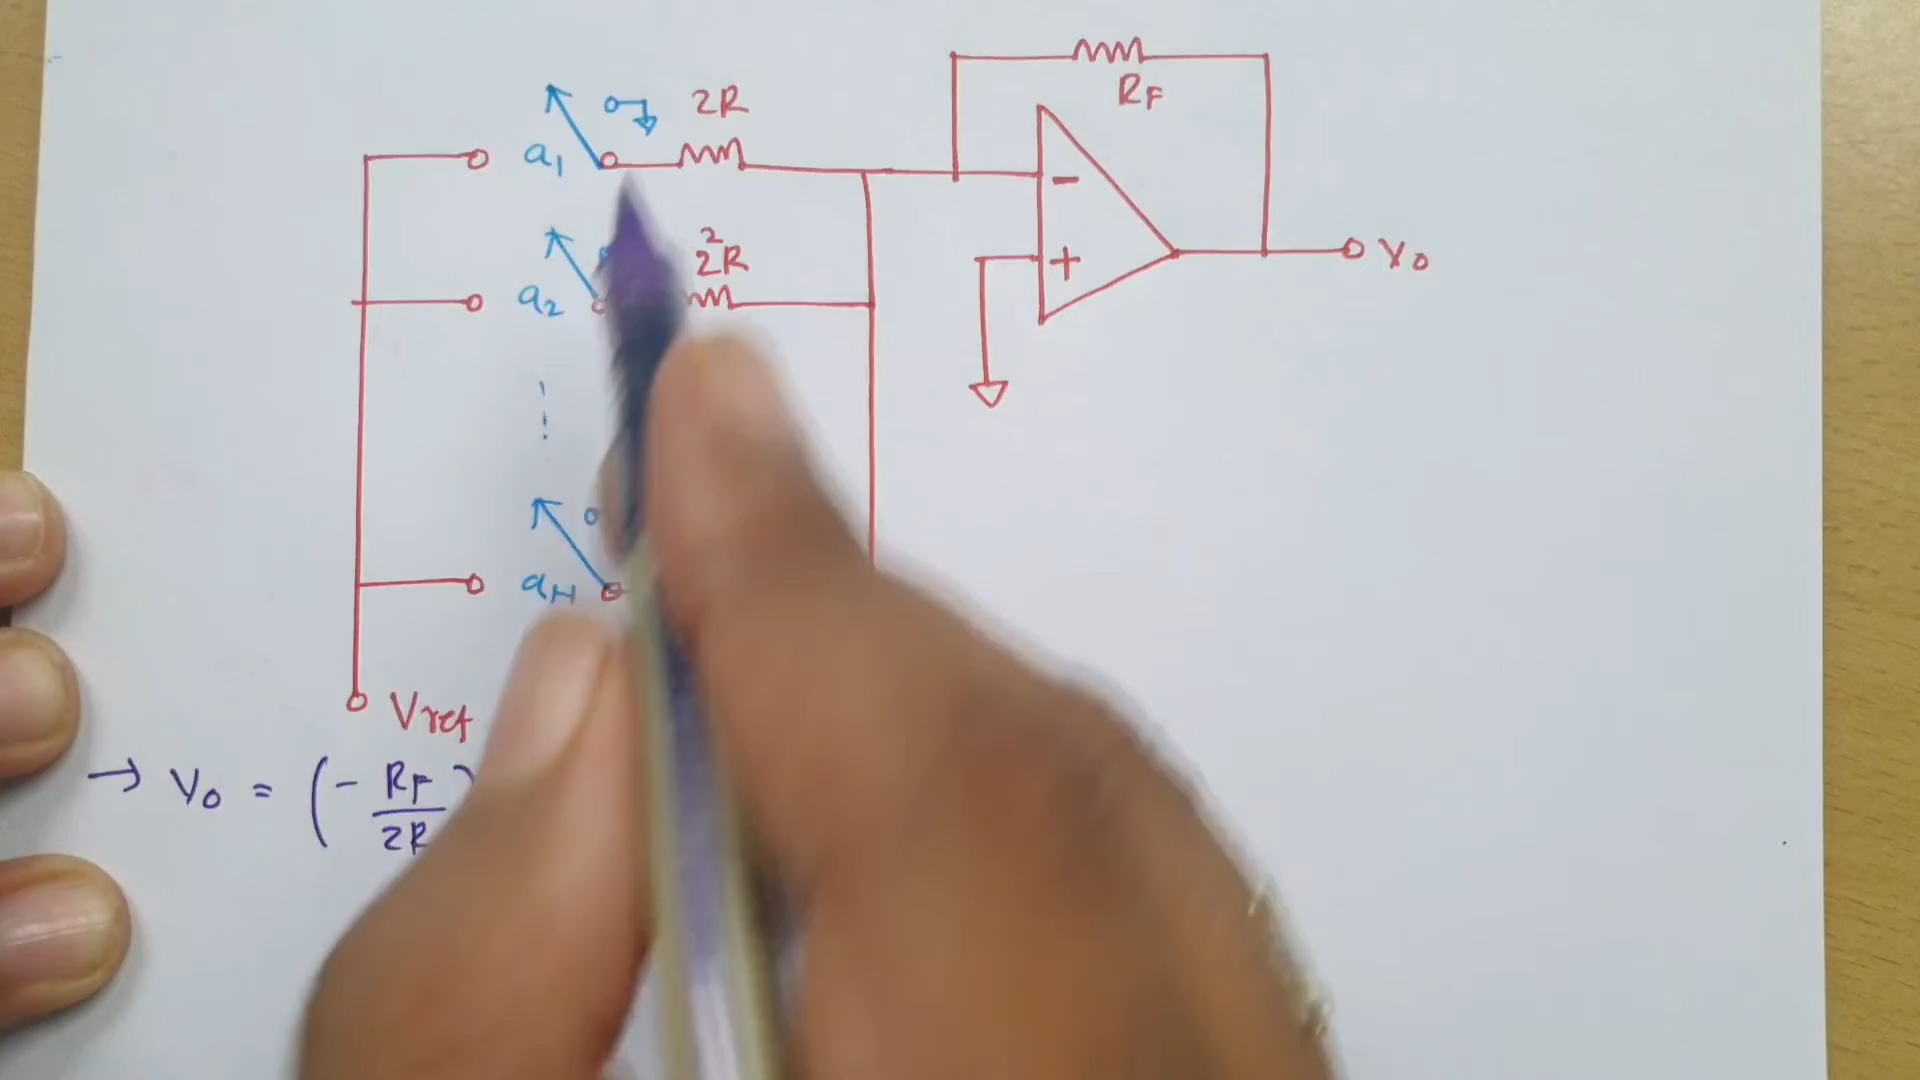 RF
2R
a1
-
2²R
+
Vo
a2
aN
Vref
→ Vo = (- RF / 2R )